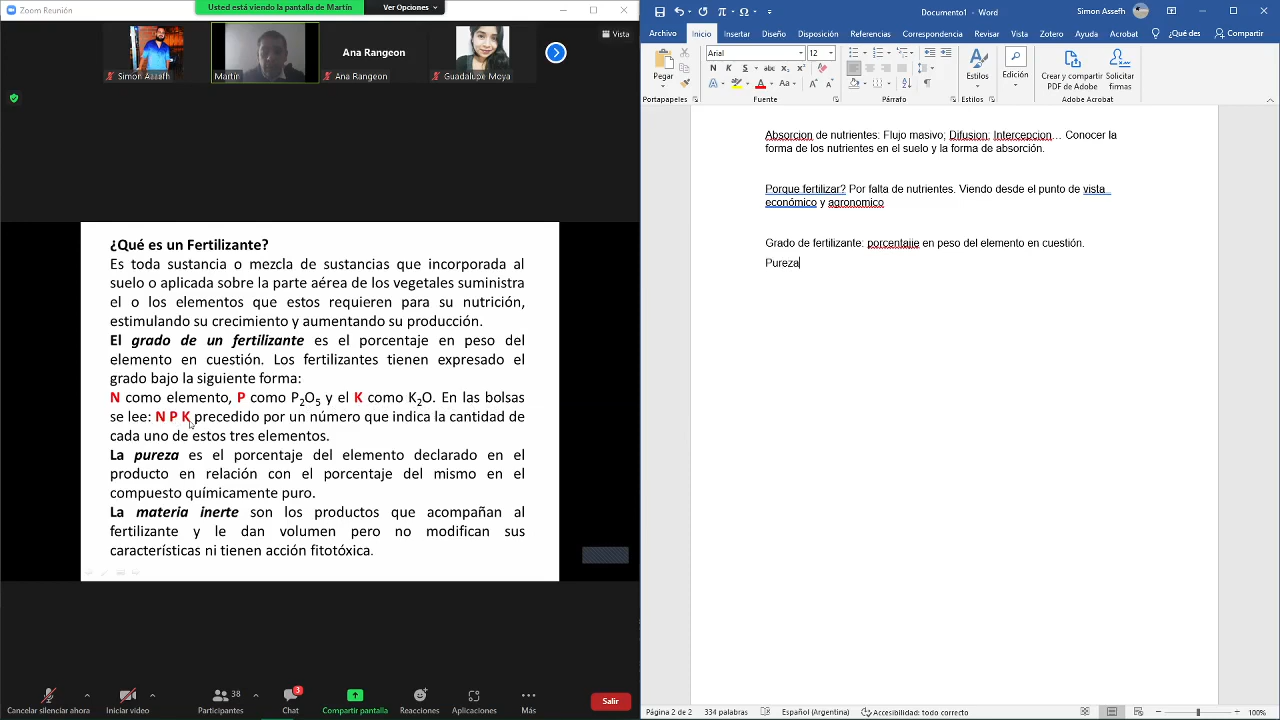 Zoom Reunión
Usted está viendo la pantalla de Martín
Ver Opciones
Simon Assafh
Martín
Ana Rangeon
Ana Rangeon
Guadalupe Moya
Vista
¿Qué es un Fertilizante?
Es toda sustancia o mezcla de sustancias que incorporada al
suelo o aplicada sobre la parte aérea de los vegetales suministra
el o los elementos que estos requieren para su nutrición,
estimulando su crecimiento y aumentando su producción.
El grado de un fertilizante es el porcentaje en peso del
elemento en cuestión. Los fertilizantes tienen expresado el
grado bajo la siguiente forma:
N como elemento, P como P₂O₅ y el K como K₂O. En las bolsas
se lee: N P K precedido por un número que indica la cantidad de
cada uno de estos tres elementos.
La pureza es el porcentaje del elemento declarado en el
producto en relación con el porcentaje del mismo en el
compuesto químicamente puro.
La materia inerte son los productos que acompañan al
fertilizante y le dan volumen pero no modifican sus
características ni tienen acción fitotóxica.
Cancelar silenciar ahora
Iniciar video
38
Participantes
3
Chat
Compartir pantalla
Reacciones
Aplicaciones
Más
Salir
Documento1 - Word
Simon Assefh
Archivo
Inicio
Insertar
Diseño
Disposición
Referencias
Correspondencia
Revisar
Vista
Zotero
Ayuda
Acrobat
Qué es
Compartir
Pegar
Arial
12
N K S abc x₂ x²
Aa
Estilos
Edición
Crear y compartir
PDF de Adobe
Solicitar
Firmas
Portapapeles
Fuente
Párrafo
Estilos
Adobe Acrobat
Absorcion de nutrientes: Flujo masivo; Difusion; Intercepcion… Conocer la
forma de los nutrientes en el suelo y la forma de absorción.
Porque fertilizar? Por falta de nutrientes. Viendo desde el punto de vista
económico y agronomico
Grado de fertilizante: porcentajje en peso del elemento en cuestión.
Pureza
Página 2 de 2
334 palabras
Español (Argentina)
Accesibilidad: todo correcto
100%